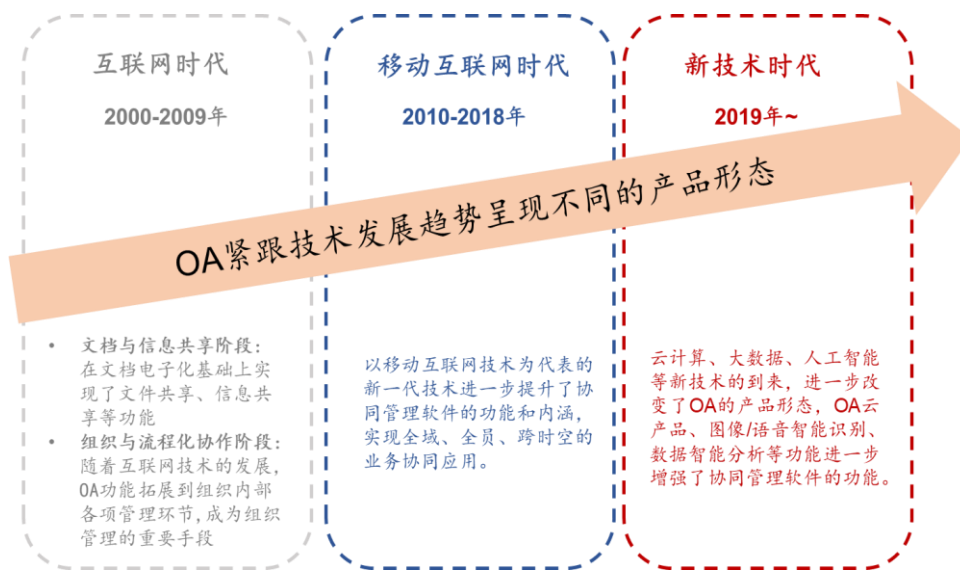 互联网时代
2000-2009年
移动互联网时代
2010-2018年
新技术时代
2019年~
OA紧跟技术发展趋势呈现不同的产品形态
• 文档与信息共享阶段:
在文档电子化基础上实
现了文件共享、信息共
享等功能
• 组织与流程化协作阶段:
随着互联网技术的发展,
OA功能拓展到组织内部
各项管理环节,成为组织
管理的重要手段
以移动互联网技术为代表的
新一代技术进一步提升了协
同管理软件的功能和内涵,
实现全域、全员、跨时空的
业务协同应用。
云计算、大数据、人工智能
等新技术的到来，进一步改
变了OA的产品形态，OA云
产品、图像/语音智能识别、
数据智能分析等功能进一步
增强了协同管理软件的功能。